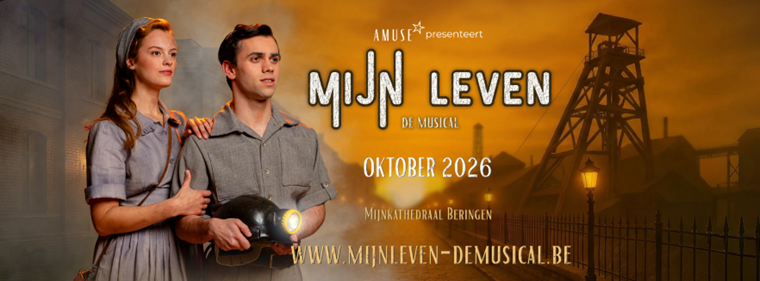 AMUSE presenteert
MIJN LEVEN
DE MUSICAL
OKTOBER 2026
MIJNKATHEDRAAL BERINGEN
WWW.MIJNLEVEN-DEMUSICAL.BE